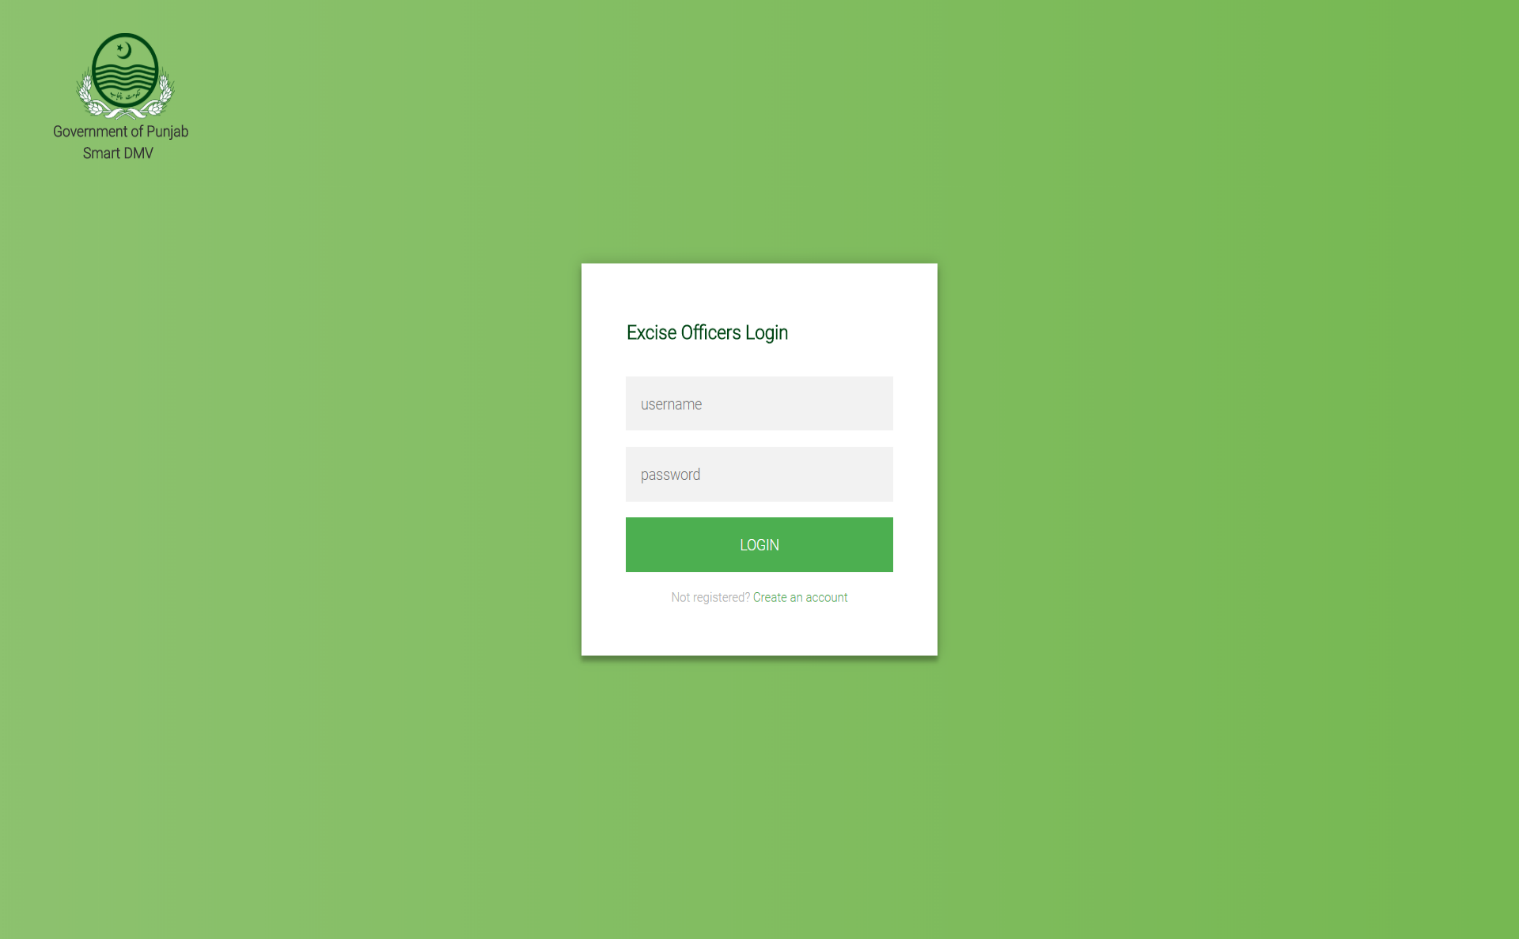 Government of Punjab
Smart DMV
Excise Officers Login
username
password
LOGIN
Not registered? Create an account